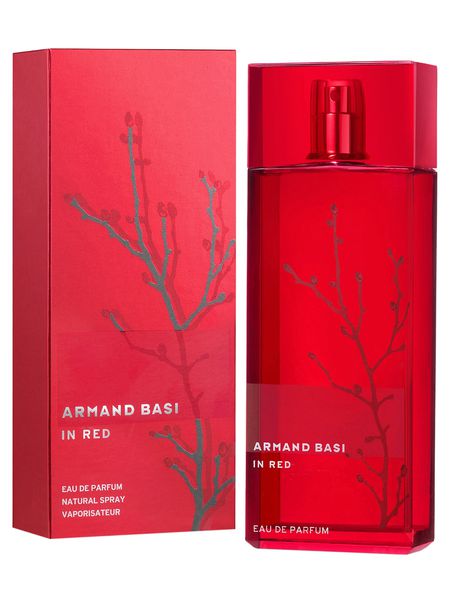 ARMAND BASI
IN RED
EAU DE PARFUM
NATURAL SPRAY
VAPORISATEUR
ARMAND BASI
IN RED
EAU DE PARFUM